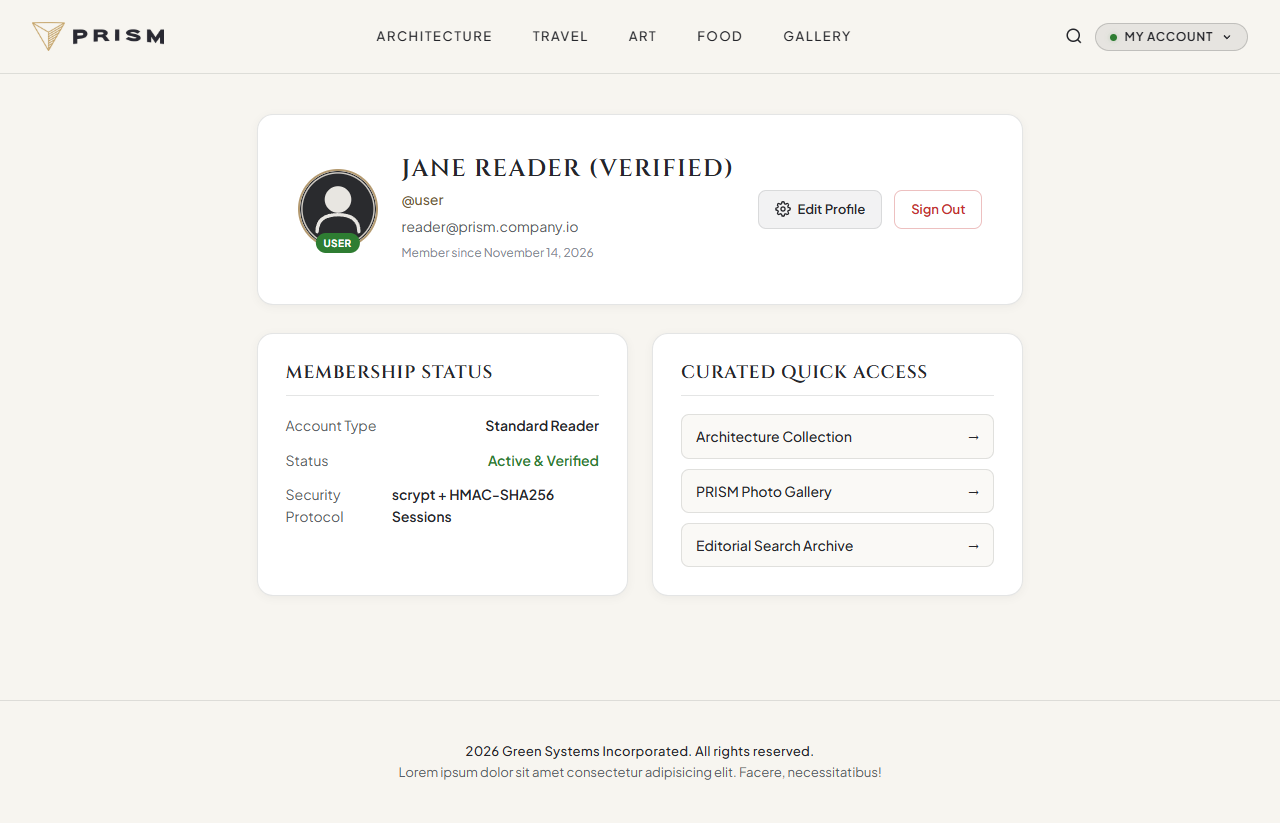 PRISM
ARCHITECTURE
TRAVEL
ART
FOOD
GALLERY
MY ACCOUNT
JANE READER (VERIFIED)
@user
reader@prism.company.io
Member since November 14, 2026
USER
Edit Profile
Sign Out
MEMBERSHIP STATUS
Account Type
Standard Reader
Status
Active & Verified
Security
Protocol
scrypt + HMAC-SHA256
Sessions
CURATED QUICK ACCESS
Architecture Collection →
PRISM Photo Gallery →
Editorial Search Archive →
2026 Green Systems Incorporated. All rights reserved.
Lorem ipsum dolor sit amet consectetur adipisicing elit. Facere, necessitatibus!